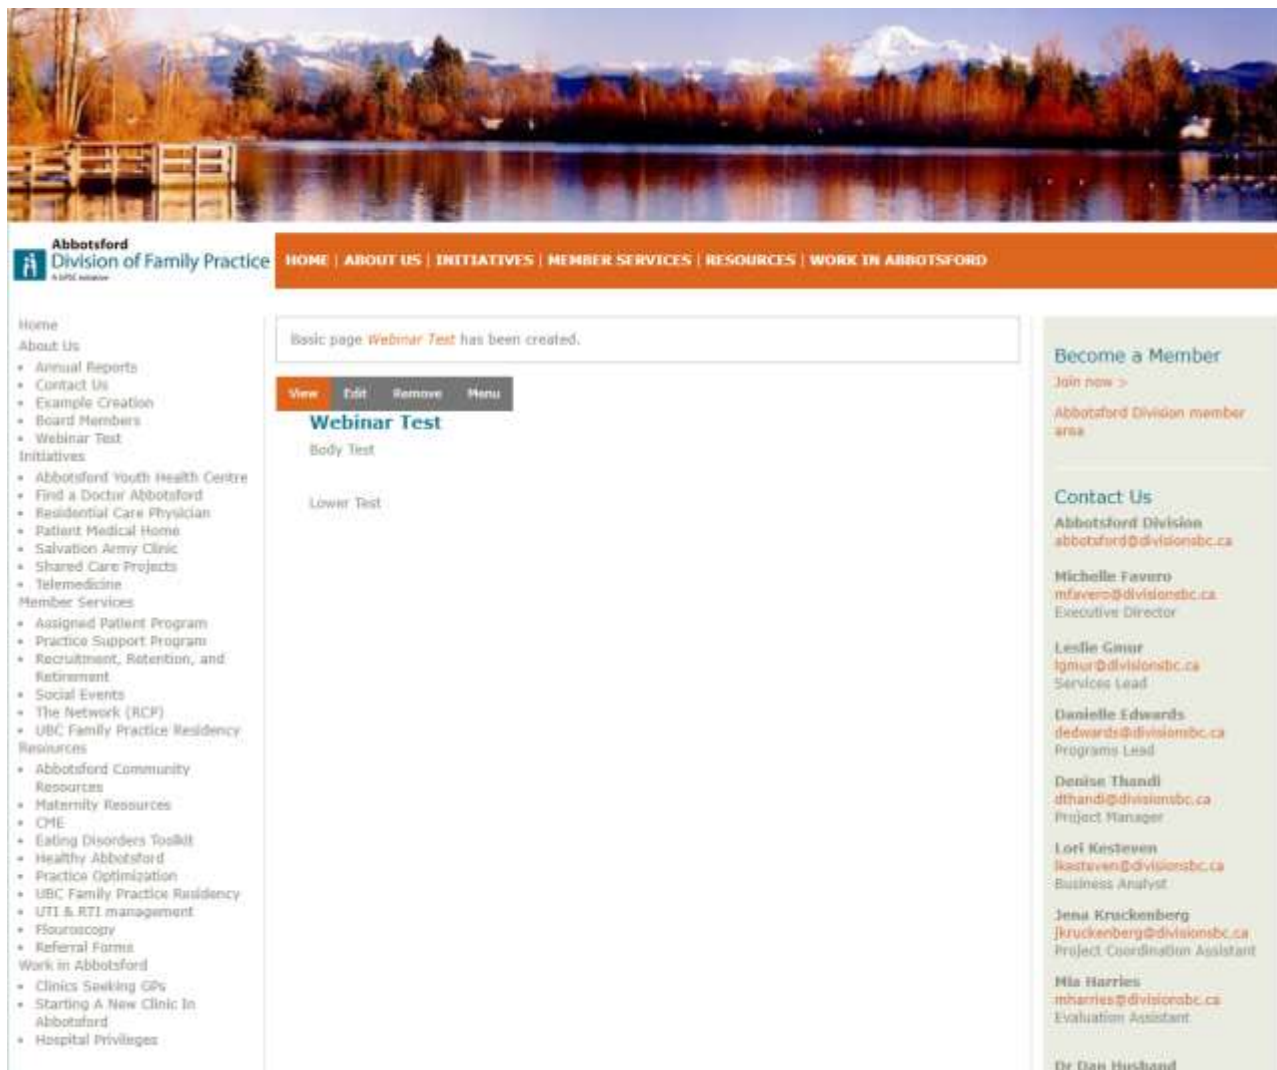 Abbotsford
Division of Family Practice
HOME | ABOUT US | INITIATIVES | MEMBER SERVICES | RESOURCES | WORK IN ABBOTSFORD
Home
About Us
• Annual Reports
• Contact Us
• Example Creation
• Board Members
• Webinar Test
Initiatives
• Abbotsford Youth Health Centre
• Find a Doctor Abbotsford
• Residential Care Physician
• Patient Medical Home
• Salvation Army Clinic
• Shared Care Projects
• Telemedicine
Member Services
• Assigned Patient Program
• Practice Support Program
• Recruitment, Retention, and
Retirement
• Social Events
• The Network (RCP)
• UBC Family Practice Residency
Resources
• Abbotsford Community
Resources
• Maternity Resources
• CME
• Eating Disorders Toolkit
• Healthy Abbotsford
• Practice Optimization
• UBC Family Practice Residency
• UTI & RTI management
• Flouroscopy
• Referral Forms
Work in Abbotsford
• Clinics Seeking GPs
• Starting A New Clinic In
Abbotsford
• Hospital Privileges
Basic page Webinar Test has been created.
View Edit Remove Menu
Webinar Test
Body Test
Lower Test
Become a Member
Join now >
Abbotsford Division member
area
Contact Us
Abbotsford Division
abbotsford@divisionsbc.ca
Michelle Favero
mfavero@divisionsbc.ca
Executive Director
Leslie Gmur
lgmur@divisionsbc.ca
Services Lead
Danielle Edwards
dedwards@divisionsbc.ca
Programs Lead
Denise Thandi
dthandi@divisionsbc.ca
Project Manager
Lori Kesteven
lkesteven@divisionsbc.ca
Business Analyst
Jena Kruckenberg
jkruckenberg@divisionsbc.ca
Project Coordination Assistant
Mia Harries
mharries@divisionsbc.ca
Evaluation Assistant
Dr Dan Husband